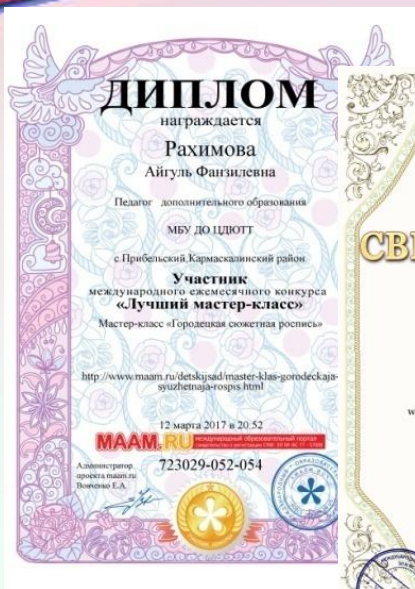 ДИПЛОМ
награждается
Рахимова
Айгуль Фанзилевна
Педагог дополнительного образования
МБУ ДО ЦДЮТТ
с.Прибельский,Кармаскалинский район
Участник
международного ежемесячного конкурса
«Лучший мастер-класс»
Мастер-класс «Городецкая сюжетная роспись»
http://www.maam.ru/detskijsad/master-klas-gorodeckaja-
syuzhetnaja-rospis.html
12 марта 2017 в 20:52
MAAM.RU международный образовательный портал
723029-052-054
Администратор
проекта maam.ru
Вовченко Е.А.
СВИ
w